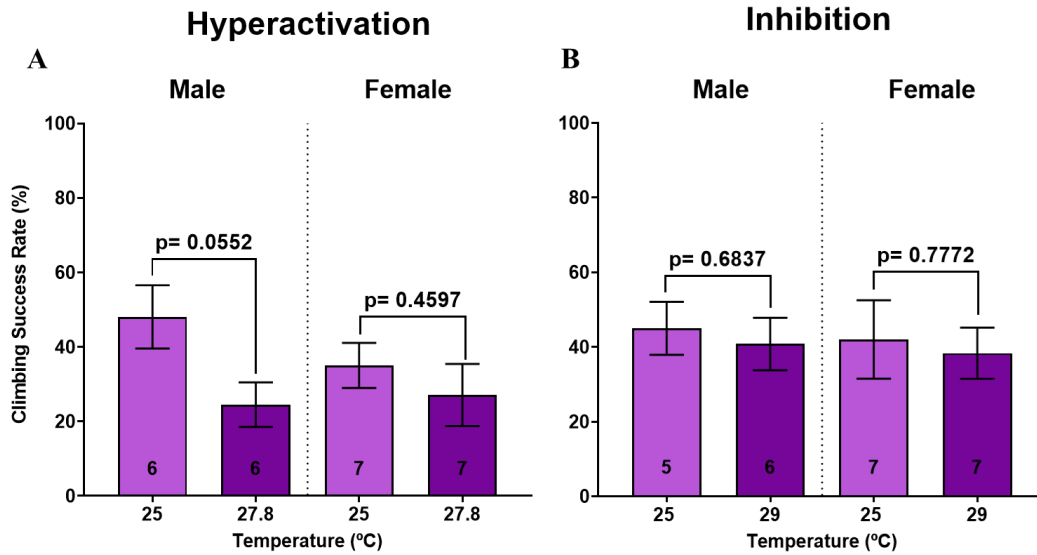 Hyperactivation
Inhibition
A
B
Male
Female
Male
Female
Climbing Success Rate (%)
100
80
60
40
20
0
p= 0.0552
p= 0.4597
6
6
7
7
25
27.8
25
27.8
Temperature (ºC)
100
80
60
40
20
0
p= 0.6837
p= 0.7772
5
6
7
7
25
29
25
29
Temperature (ºC)